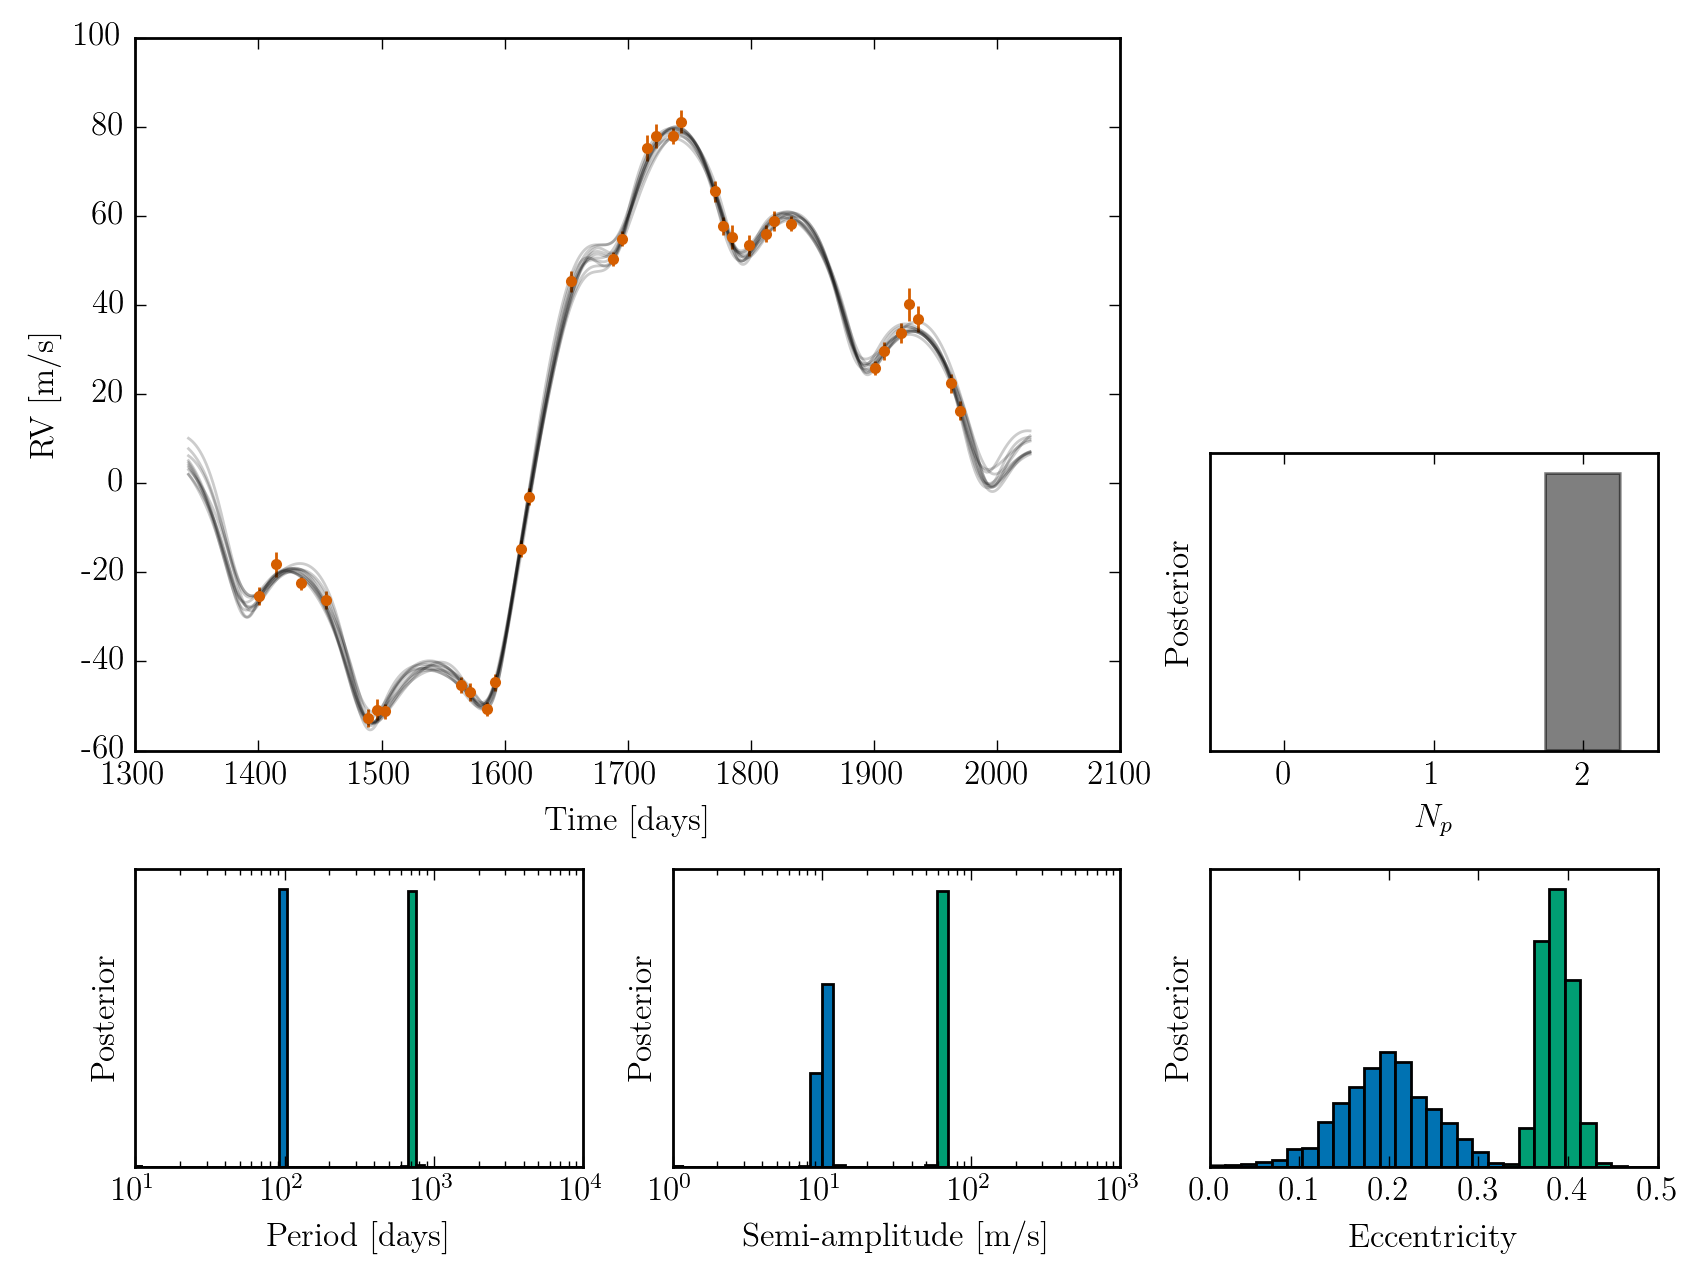 100
80
60
40
20
0
-20
-40
-60
RV [m/s]
1300 1400 1500 1600 1700 1800 1900 2000 2100
Time [days]
Posterior
0 1 2
N_p
Posterior
10^1 10^2 10^3 10^4
Period [days]
Posterior
10^0 10^1 10^2 10^3
Semi-amplitude [m/s]
Posterior
0.0 0.1 0.2 0.3 0.4 0.5
Eccentricity